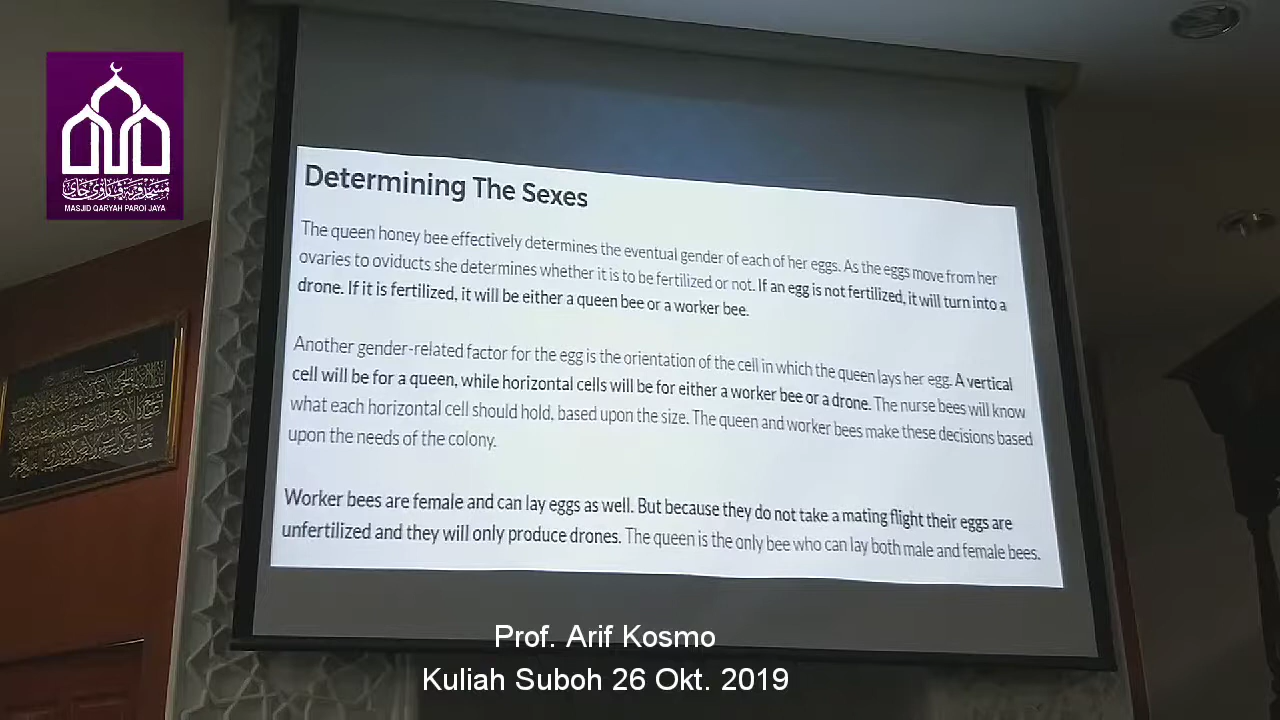 MASJID QARYAH PAROI JAYA
Determining The Sexes
The queen honey bee effectively determines the eventual gender of each of her eggs. As the eggs move from her
ovaries to oviducts she determines whether it is to be fertilized or not. If an egg is not fertilized, it will turn into a
drone. If it is fertilized, it will be either a queen bee or a worker bee.
Another gender-related factor for the egg is the orientation of the cell in which the queen lays her egg. A vertical
cell will be for a queen, while horizontal cells will be for either a worker bee or a drone. The nurse bees will know
what each horizontal cell should hold, based upon the size. The queen and worker bees make these decisions based
upon the needs of the colony.
Worker bees are female and can lay eggs as well. But because they do not take a mating flight their eggs are
unfertilized and they will only produce drones. The queen is the only bee who can lay both male and female bees.
Prof. Arif Kosmo
Kuliah Suboh 26 Okt. 2019